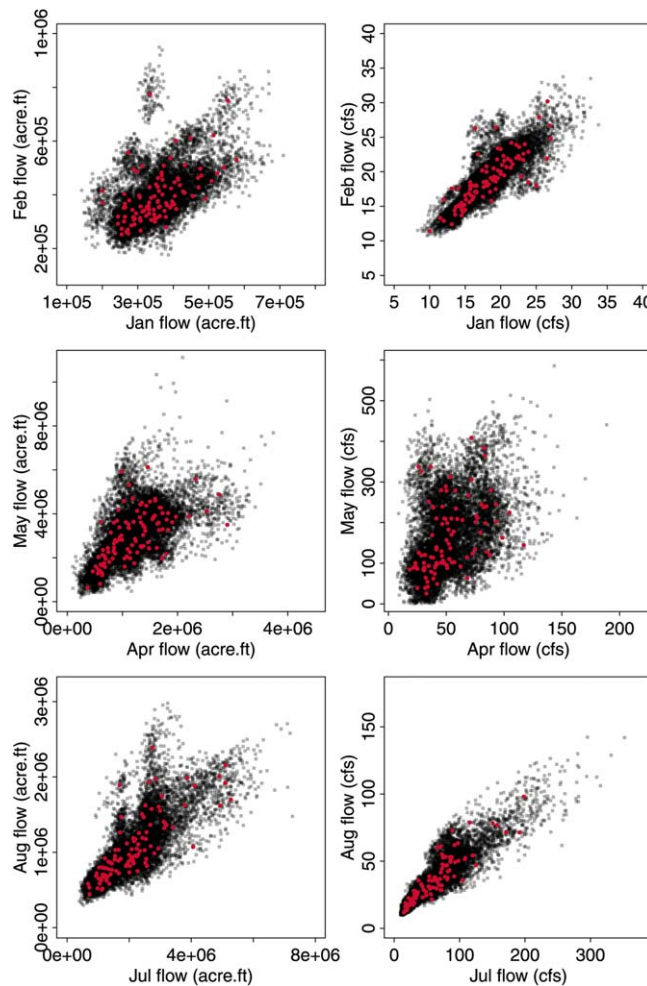 1e+06
6e+05
2e+05
Feb flow (acre.ft)
1e+05 3e+05 5e+05 7e+05
Jan flow (acre.ft)
40
35
30
25
20
15
10
5
Feb flow (cfs)
5 10 15 20 25 30 35 40
Jan flow (cfs)
8e+06
4e+06
0e+00
May flow (acre.ft)
0e+00 2e+06 4e+06
Apr flow (acre.ft)
500
300
100
0
May flow (cfs)
0 50 100 150 200
Apr flow (cfs)
3e+06
2e+06
1e+06
0e+00
Aug flow (acre.ft)
0e+00 4e+06 8e+06
Jul flow (acre.ft)
150
100
50
0
Aug flow (cfs)
0 100 200 300
Jul flow (cfs)